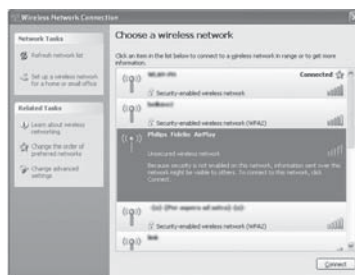 Wireless Network Connection
Network Tasks
Refresh network list
Set up a wireless network
for a home or small office
Related Tasks
Learn about wireless
networking
Change the order of
preferred networks
Change advanced
settings
Choose a wireless network
Click an item in the list below to connect to a wireless network in range or to get more
information.
Connected
Security-enabled wireless network
Security-enabled wireless network (WPA2)
Philips Fidelio AirPlay
Unsecured wireless network
Because security is not enabled on this network, information sent over this
network might be visible to others. To connect to this network, click
Connect.
Security-enabled wireless network (WPA2)
Connect